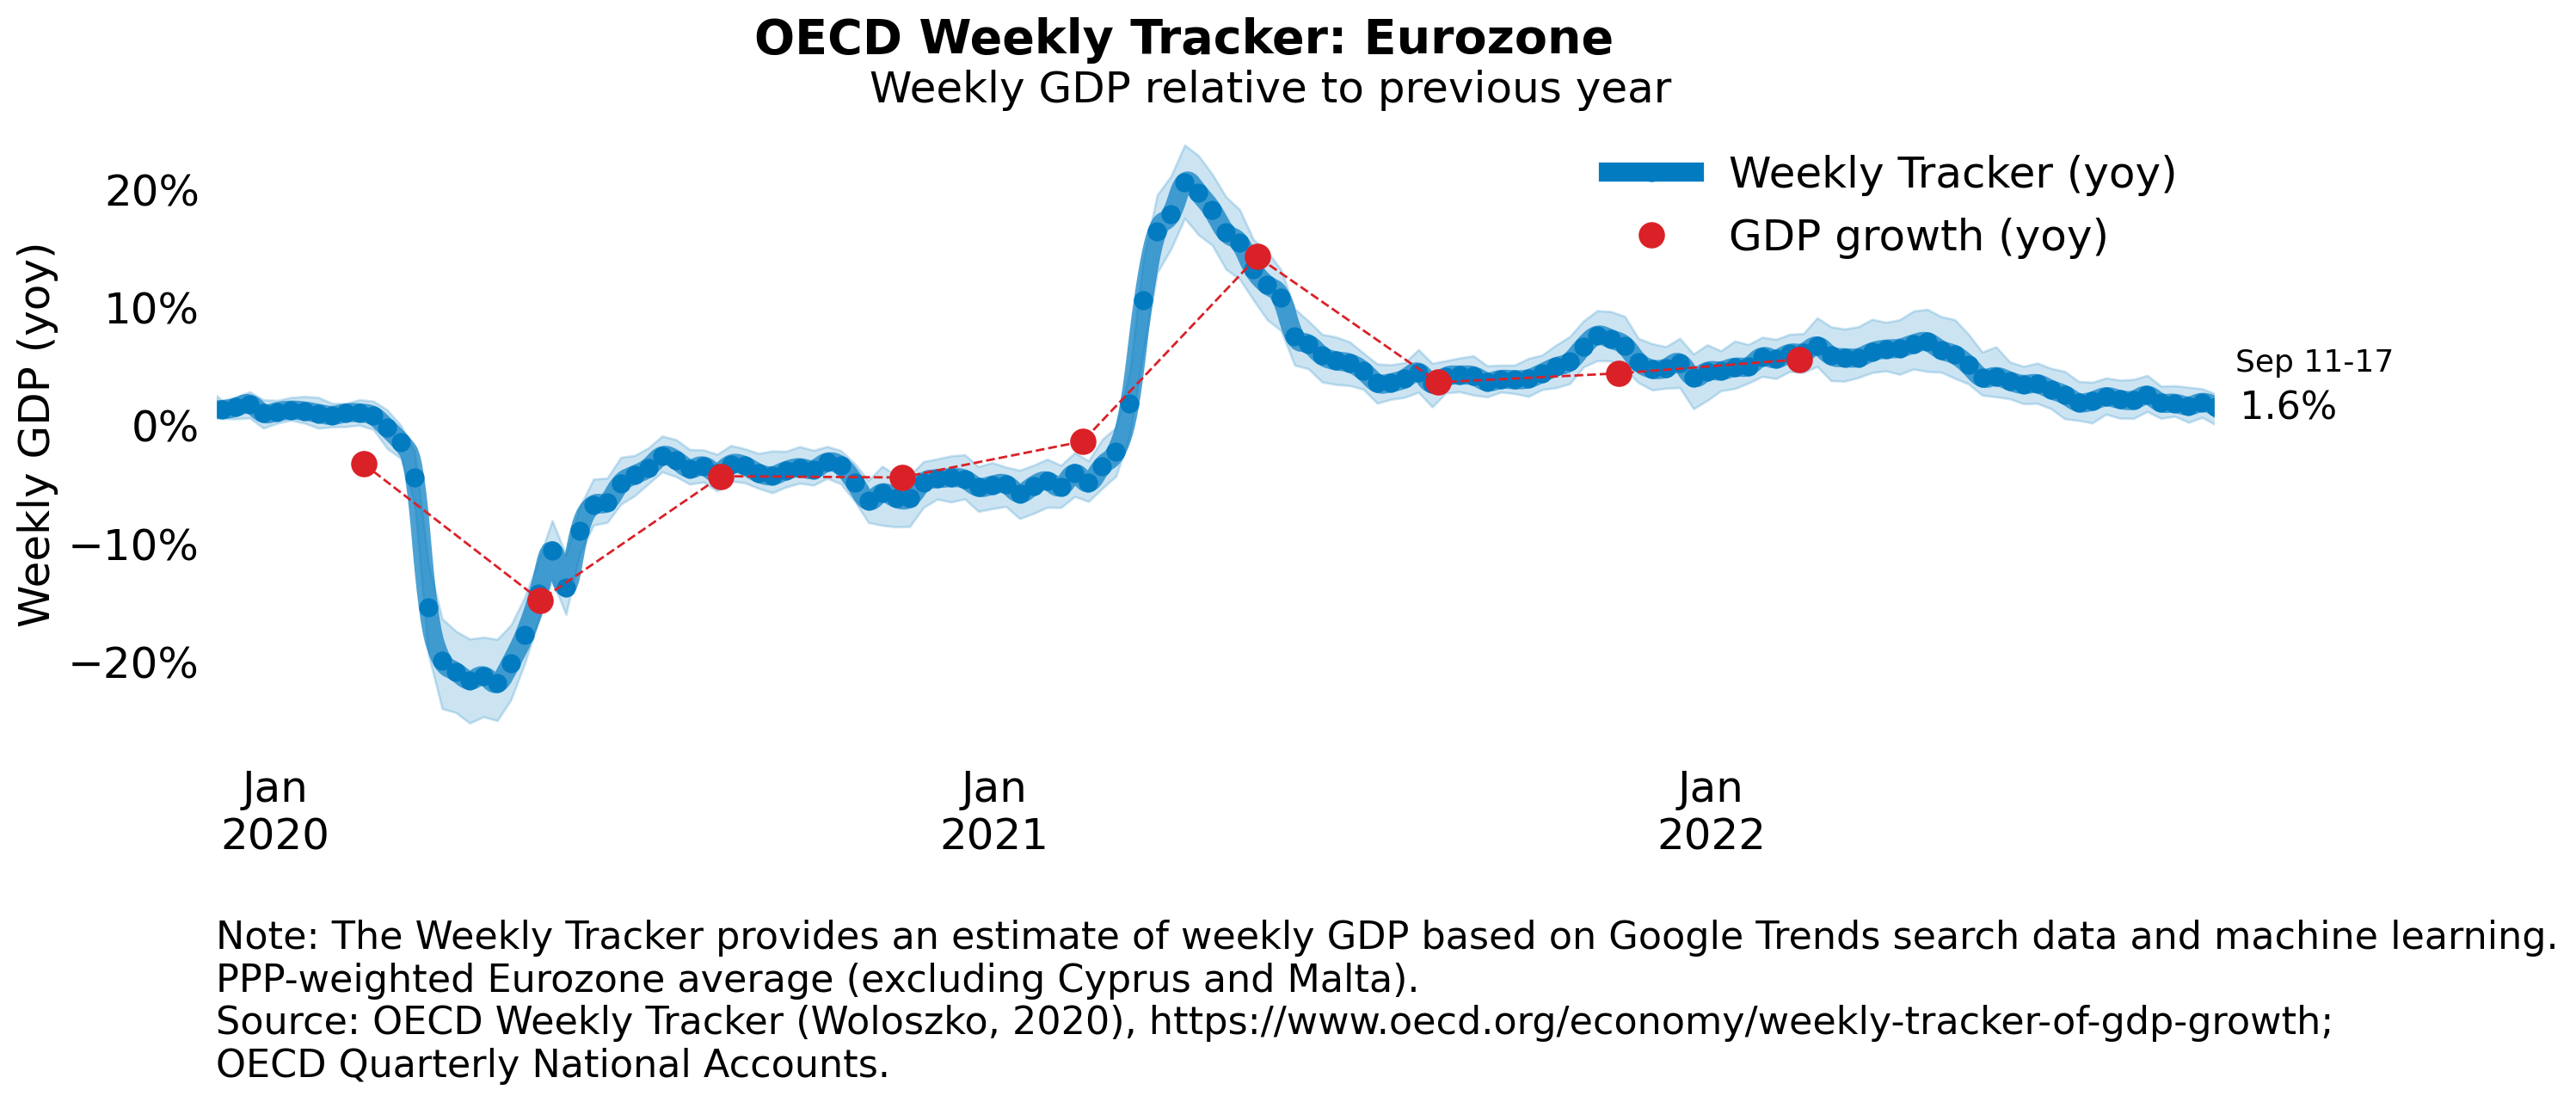 OECD Weekly Tracker: Eurozone
Weekly GDP relative to previous year
Weekly Tracker (yoy)
GDP growth (yoy)
Weekly GDP (yoy)
20%
10%
0%
−10%
−20%
Sep 11-17
1.6%
Jan
2020
Jan
2021
Jan
2022
Note: The Weekly Tracker provides an estimate of weekly GDP based on Google Trends search data and machine learning.
PPP-weighted Eurozone average (excluding Cyprus and Malta).
Source: OECD Weekly Tracker (Woloszko, 2020), https://www.oecd.org/economy/weekly-tracker-of-gdp-growth;
OECD Quarterly National Accounts.